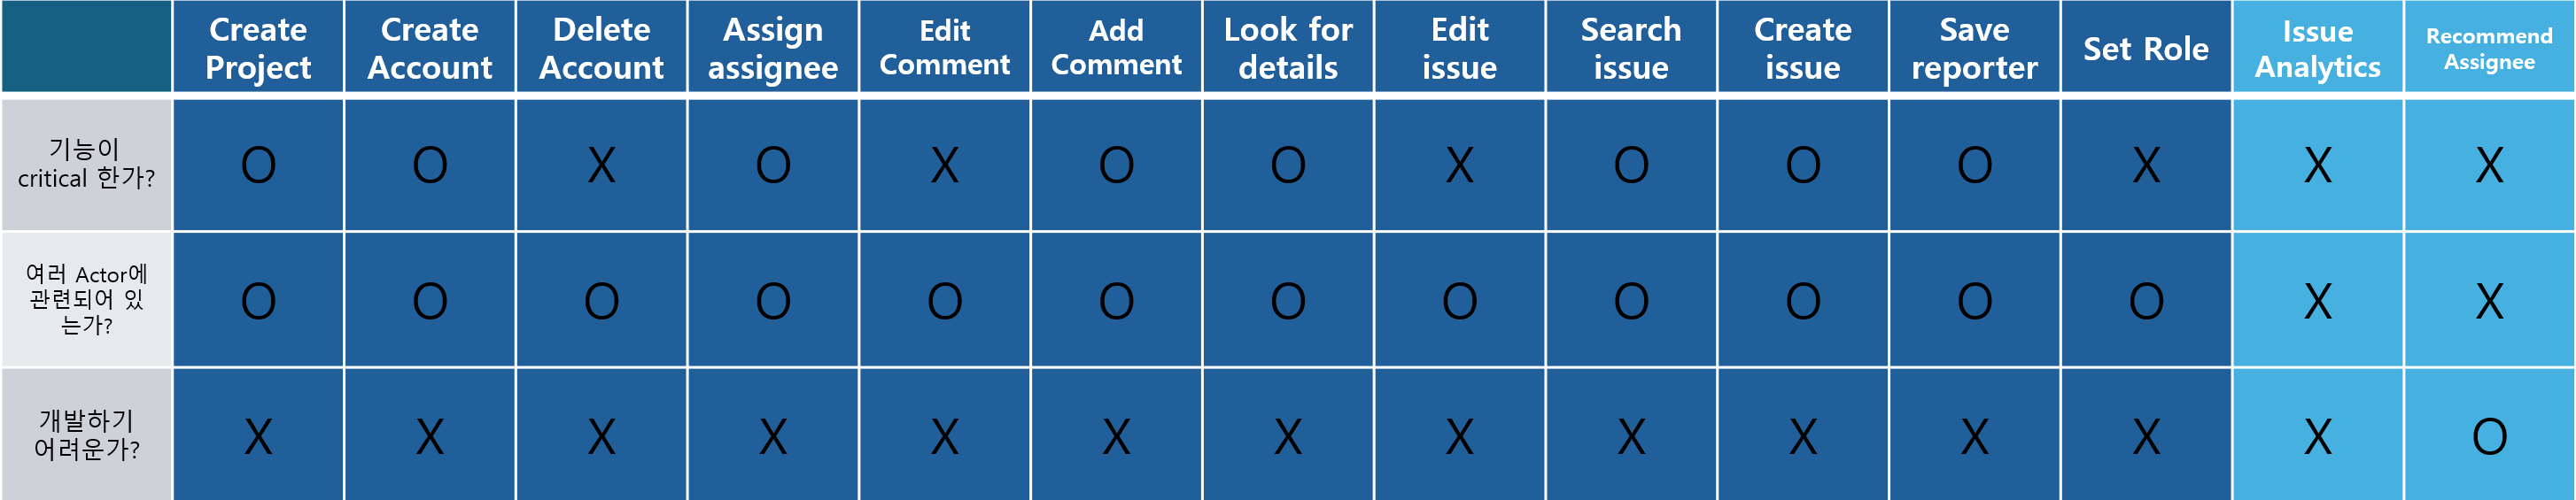 Create Project
Create Account
Delete Account
Assign assignee
Edit Comment
Add Comment
Look for details
Edit issue
Search issue
Create issue
Save reporter
Set Role
Issue Analytics
Recommend Assignee
기능이
critical 한가?
O O X O X O O X O O O X X X
여러 Actor에
관련되어 있
는가?
O O O O O O O O O O O O X X
개발하기
어려운가?
X X X X X X X X X X X X X O